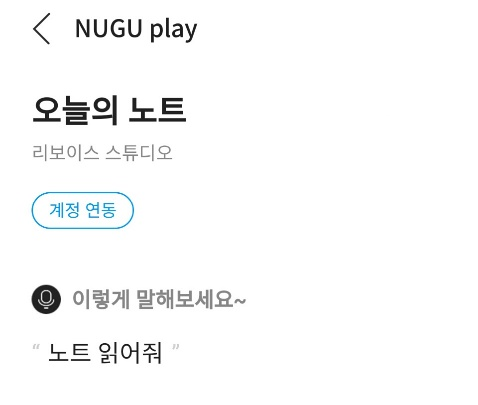 NUGU play
오늘의 노트
리보이스 스튜디오
계정 연동
이렇게 말해보세요~
“ 노트 읽어줘 ”